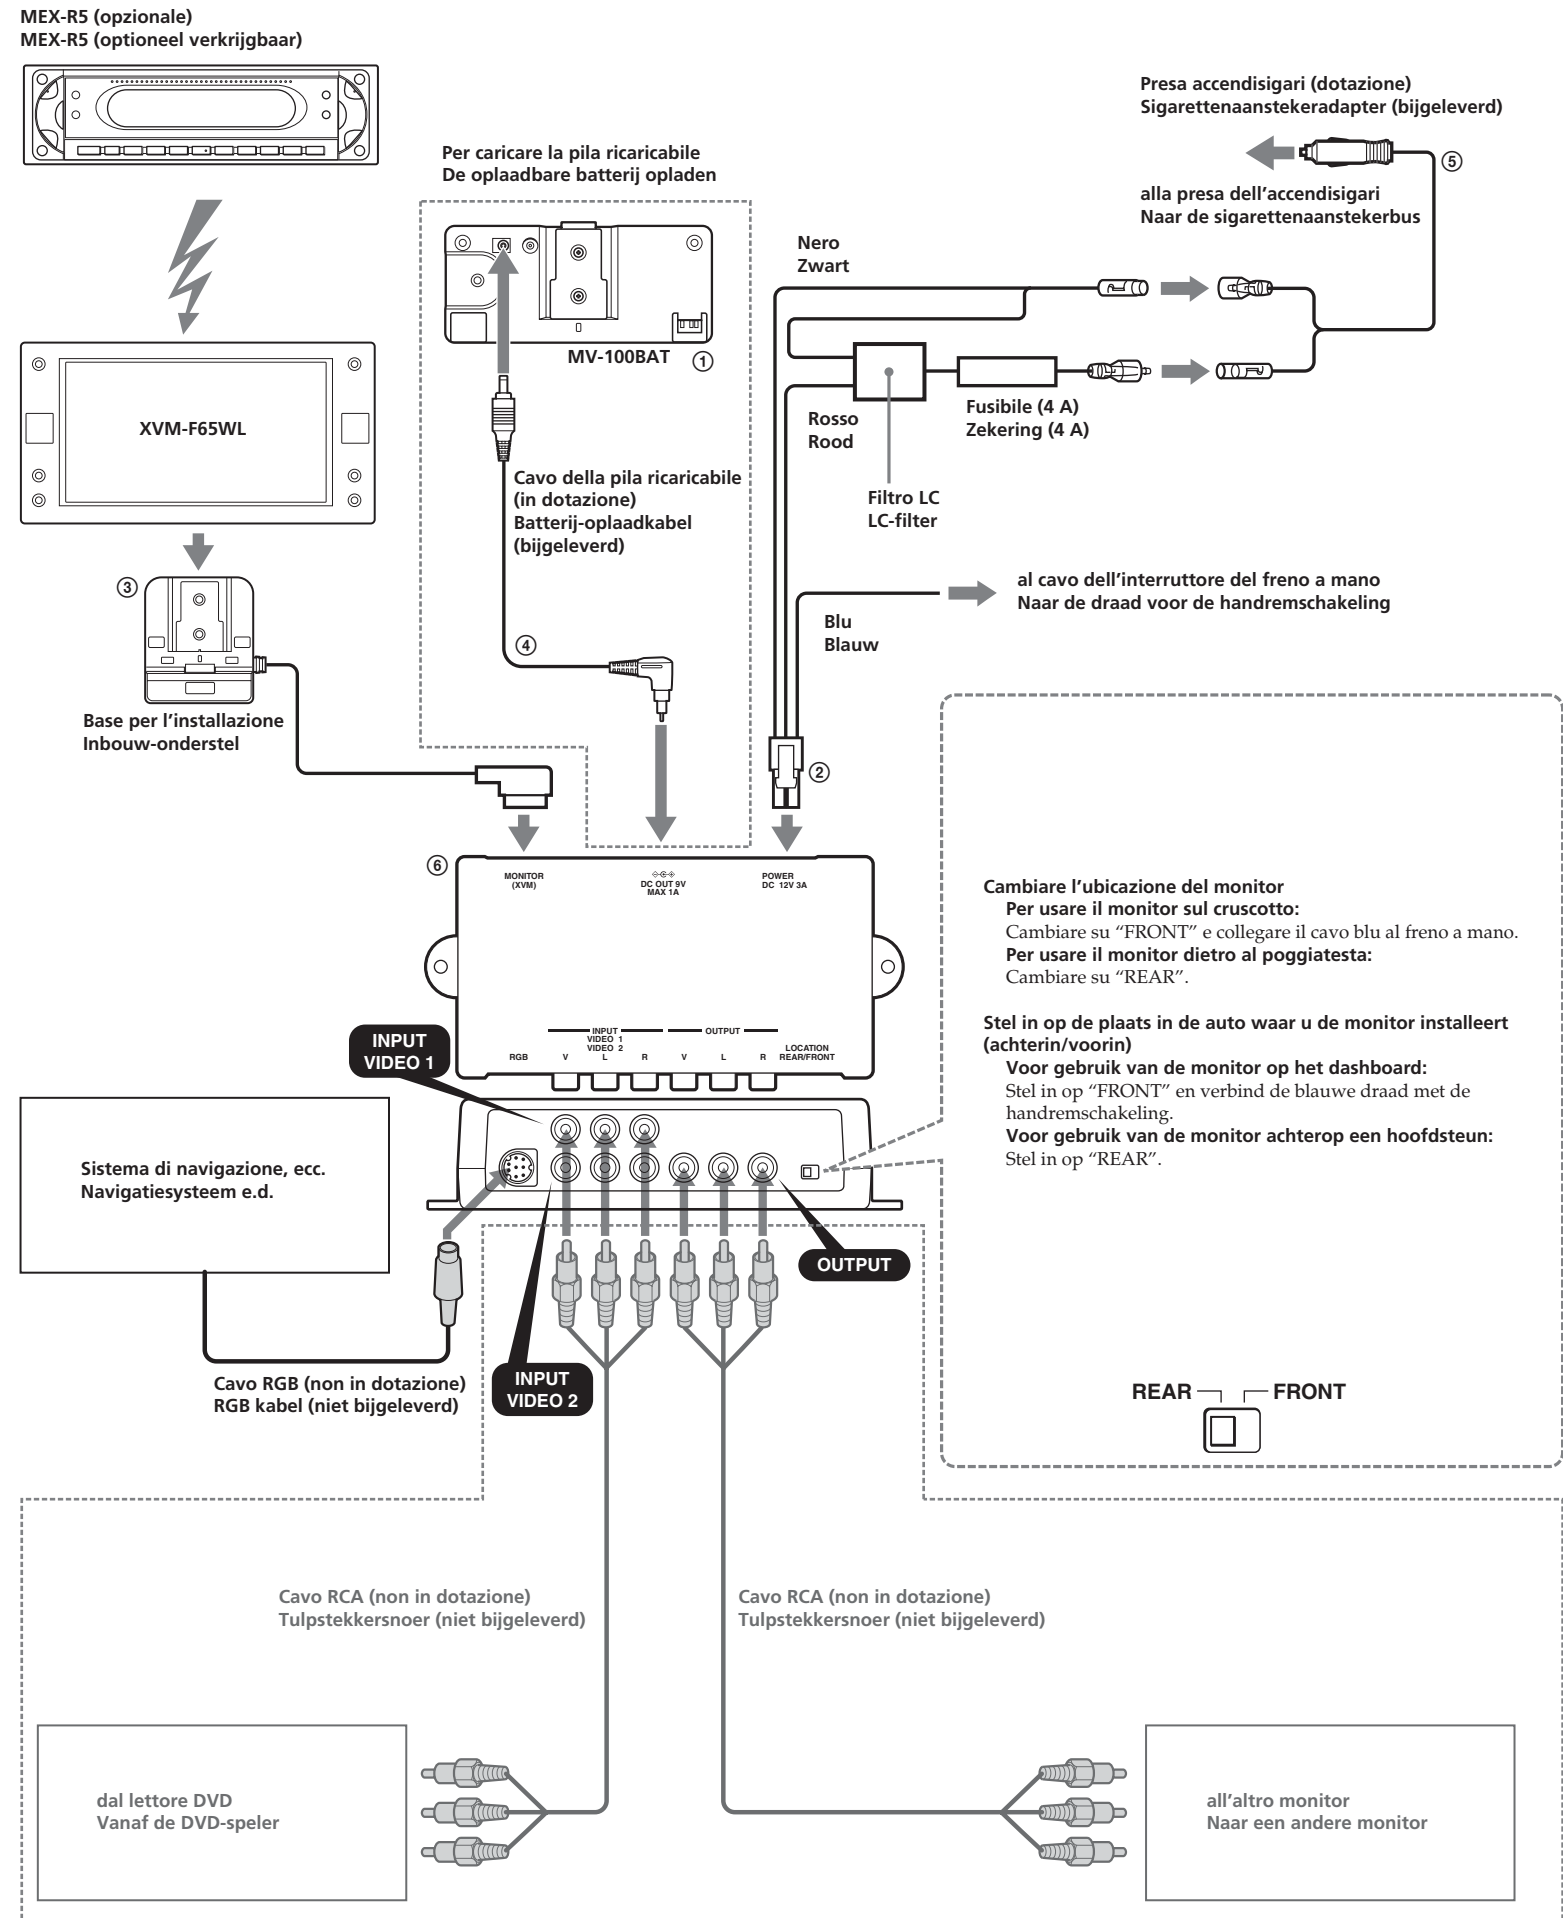 MEX-R5 (opzionale)
MEX-R5 (optioneel verkrijgbaar)
Presa accendisigari (dotazione)
Sigarettenaanstekeradapter (bijgeleverd)
⑤
alla presa dell’accendisigari
Naar de sigarettenaanstekerbus
Per caricare la pila ricaricabile
De oplaadbare batterij opladen
Nero
Zwart
MV-100BAT ①
Rosso
Rood
Fusibile (4 A)
Zekering (4 A)
Filtro LC
LC-filter
XVM-F65WL
Cavo della pila ricaricabile
(in dotazione)
Batterij-oplaadkabel
(bijgeleverd)
③
④
al cavo dell’interruttore del freno a mano
Naar de draad voor de handremschakeling
Blu
Blauw
Base per l’installazione
Inbouw-onderstel
②
⑥
MONITOR
(XVM)
DC OUT 9V
MAX 1A
POWER
DC 12V 3A
Cambiare l’ubicazione del monitor
Per usare il monitor sul cruscotto:
Cambiare su “FRONT” e collegare il cavo blu al freno a mano.
Per usare il monitor dietro al poggiatesta:
Cambiare su “REAR”.
Stel in op de plaats in de auto waar u de monitor installeert
(achterin/voorin)
Voor gebruik van de monitor op het dashboard:
Stel in op “FRONT” en verbind de blauwe draad met de
handremschakeling.
Voor gebruik van de monitor achterop een hoofdsteun:
Stel in op “REAR”.
INPUT
VIDEO 1
INPUT
VIDEO 1
VIDEO 2
OUTPUT
LOCATION
RGB V L R V L R REAR/FRONT
Sistema di navigazione, ecc.
Navigatiesysteem e.d.
OUTPUT
INPUT
VIDEO 2
Cavo RGB (non in dotazione)
RGB kabel (niet bijgeleverd)
REAR FRONT
Cavo RCA (non in dotazione)
Tulpstekkersnoer (niet bijgeleverd)
Cavo RCA (non in dotazione)
Tulpstekkersnoer (niet bijgeleverd)
dal lettore DVD
Vanaf de DVD-speler
all’altro monitor
Naar een andere monitor